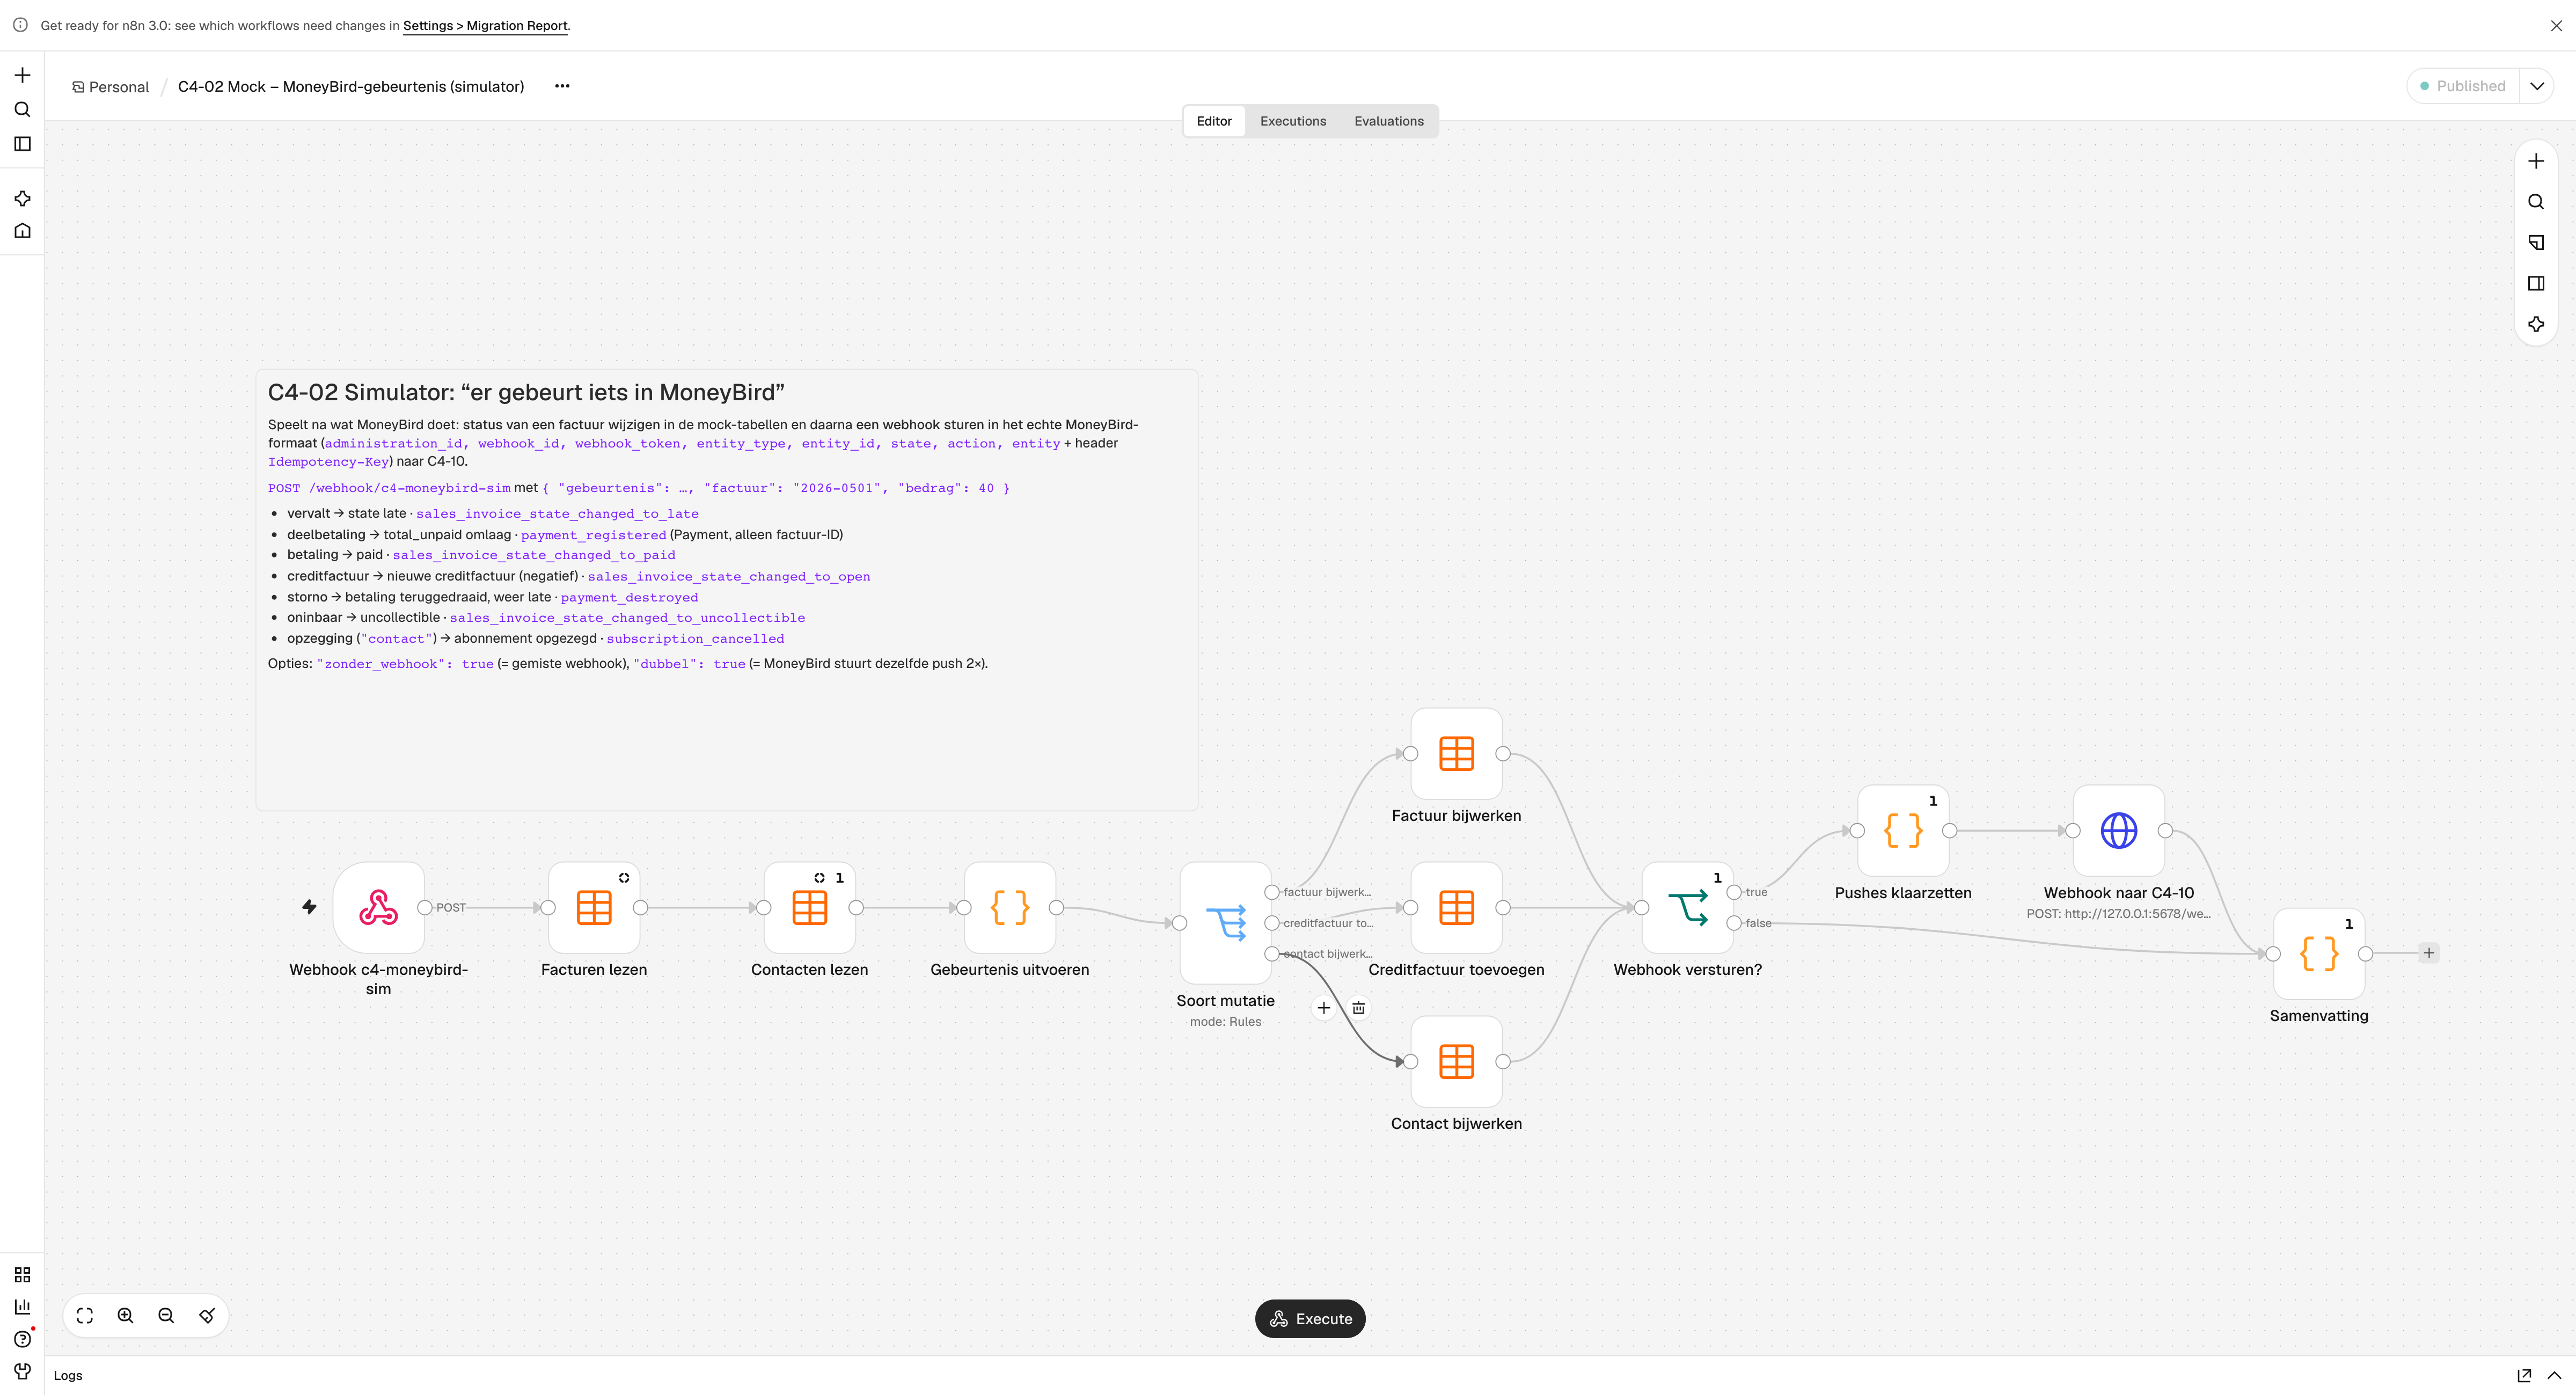 Get ready for n8n 3.0: see which workflows need changes in Settings > Migration Report.
Personal / C4-02 Mock – MoneyBird-gebeurtenis (simulator) •••
Published
Editor Executions Evaluations
C4-02 Simulator: “er gebeurt iets in MoneyBird”
Speelt na wat MoneyBird doet: status van een factuur wijzigen in de mock-tabellen en daarna een webhook sturen in het echte MoneyBird-
formaat (administration_id, webhook_id, webhook_token, entity_type, entity_id, state, action, entity + header
Idempotency-Key) naar C4-10.
POST /webhook/c4-moneybird-sim met { "gebeurtenis": …, "factuur": "2026-0501", "bedrag": 40 }
• vervalt → state late · sales_invoice_state_changed_to_late
• deelbetaling → total_unpaid omlaag · payment_registered (Payment, alleen factuur-ID)
• betaling → paid · sales_invoice_state_changed_to_paid
• creditfactuur → nieuwe creditfactuur (negatief) · sales_invoice_state_changed_to_open
• storno → betaling teruggedraaid, weer late · payment_destroyed
• oninbaar → uncollectible · sales_invoice_state_changed_to_uncollectible
• opzegging ("contact") → abonnement opgezegd · subscription_cancelled
Opties: "zonder_webhook": true (= gemiste webhook), "dubbel": true (= MoneyBird stuurt dezelfde push 2×).
POST
Webhook c4-moneybird-
sim
Facturen lezen
1
Contacten lezen
Gebeurtenis uitvoeren
factuur bijwerk...
creditfactuur to...
contact bijwerk...
Soort mutatie
mode: Rules
Factuur bijwerken
Creditfactuur toevoegen
Contact bijwerken
1
true
false
Webhook versturen?
1
Pushes klaarzetten
Webhook naar C4-10
POST: http://127.0.0.1:5678/we...
1
Samenvatting
Execute
Logs